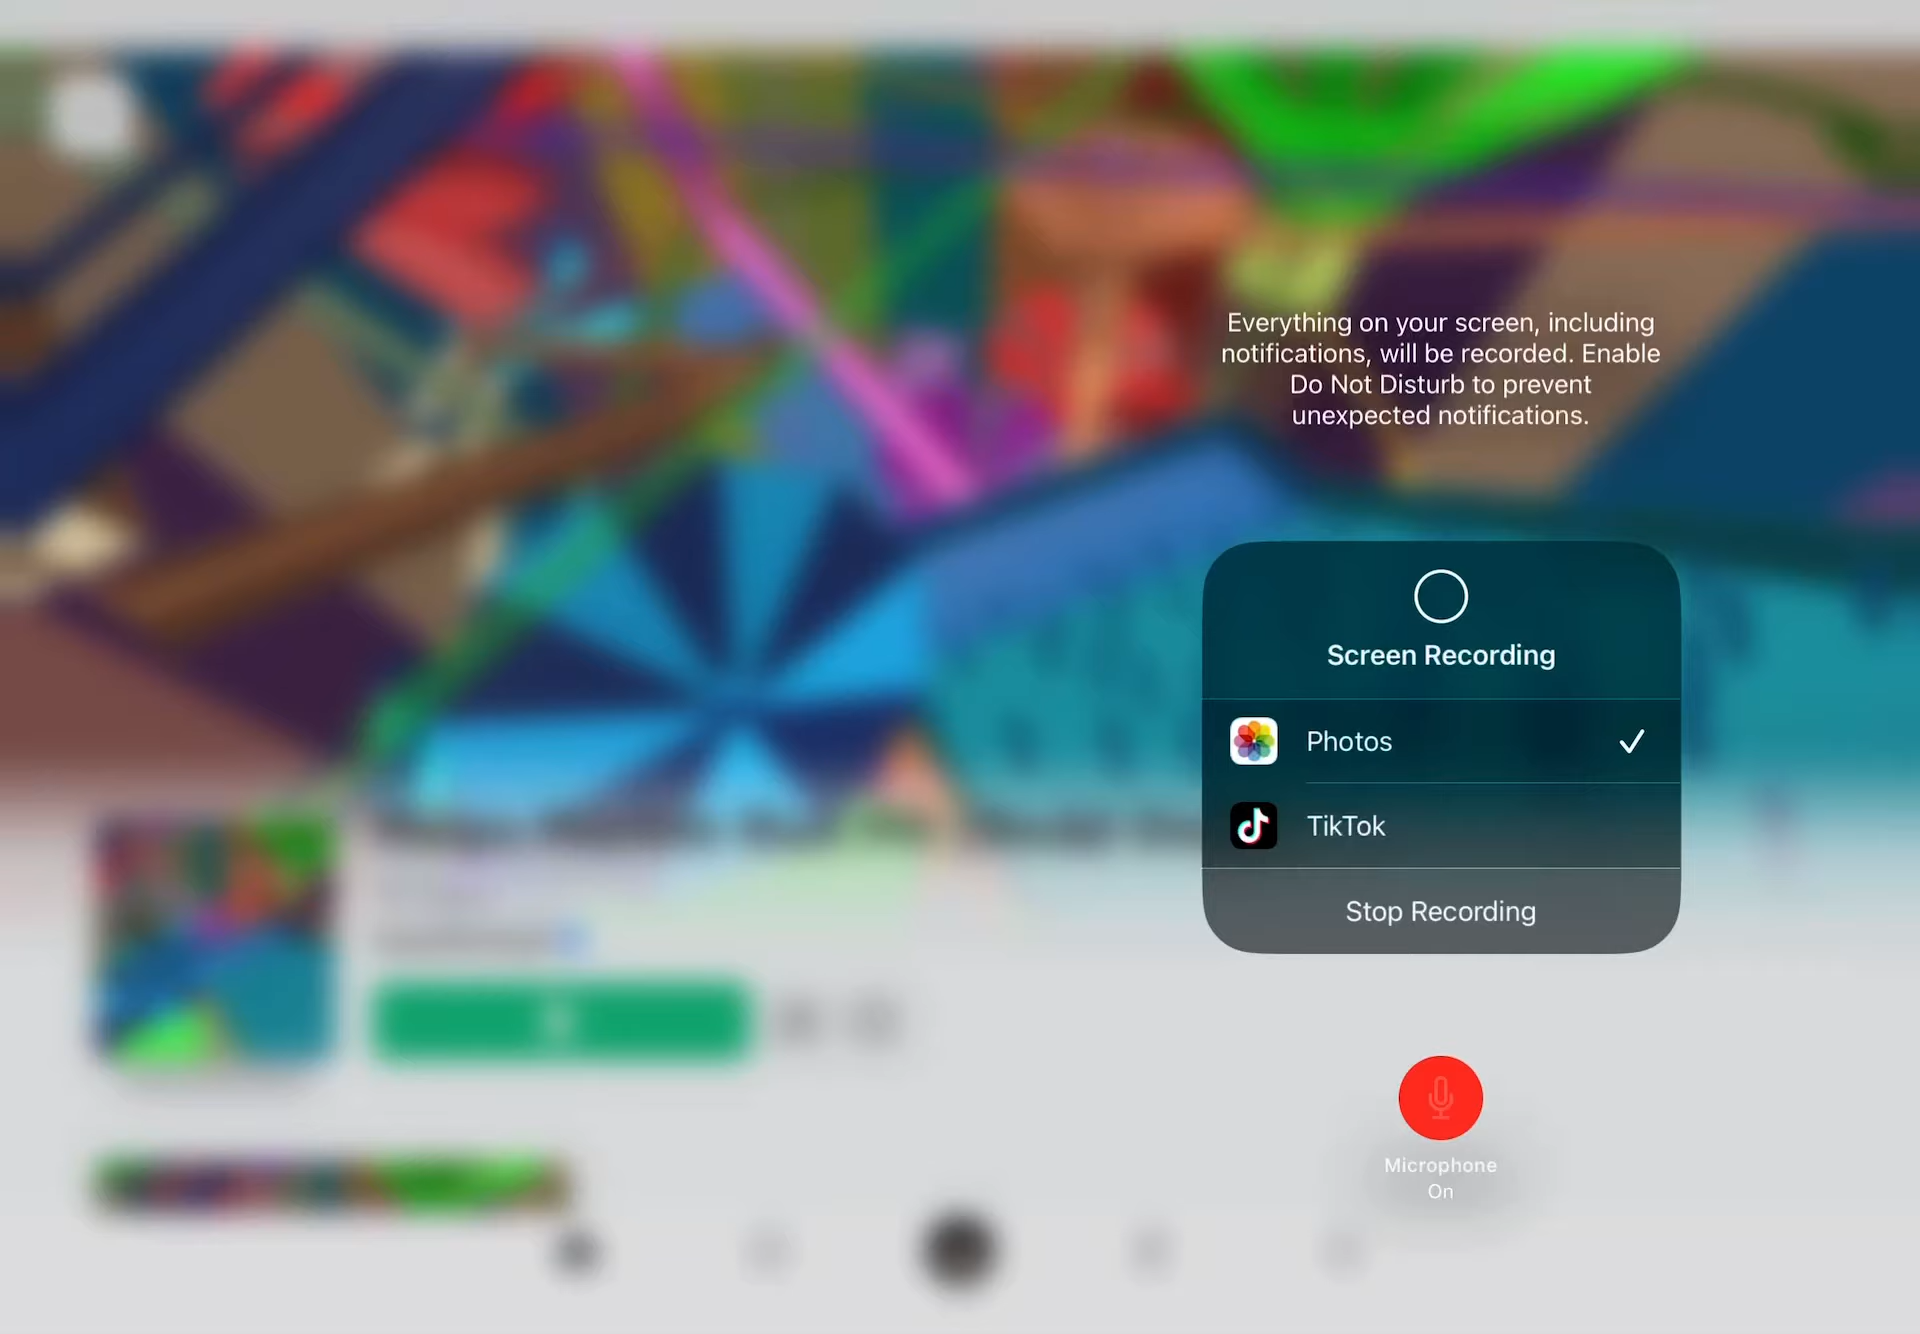 Everything on your screen, including
notifications, will be recorded. Enable
Do Not Disturb to prevent
unexpected notifications.
Screen Recording
Photos
TikTok
Stop Recording
Microphone
On